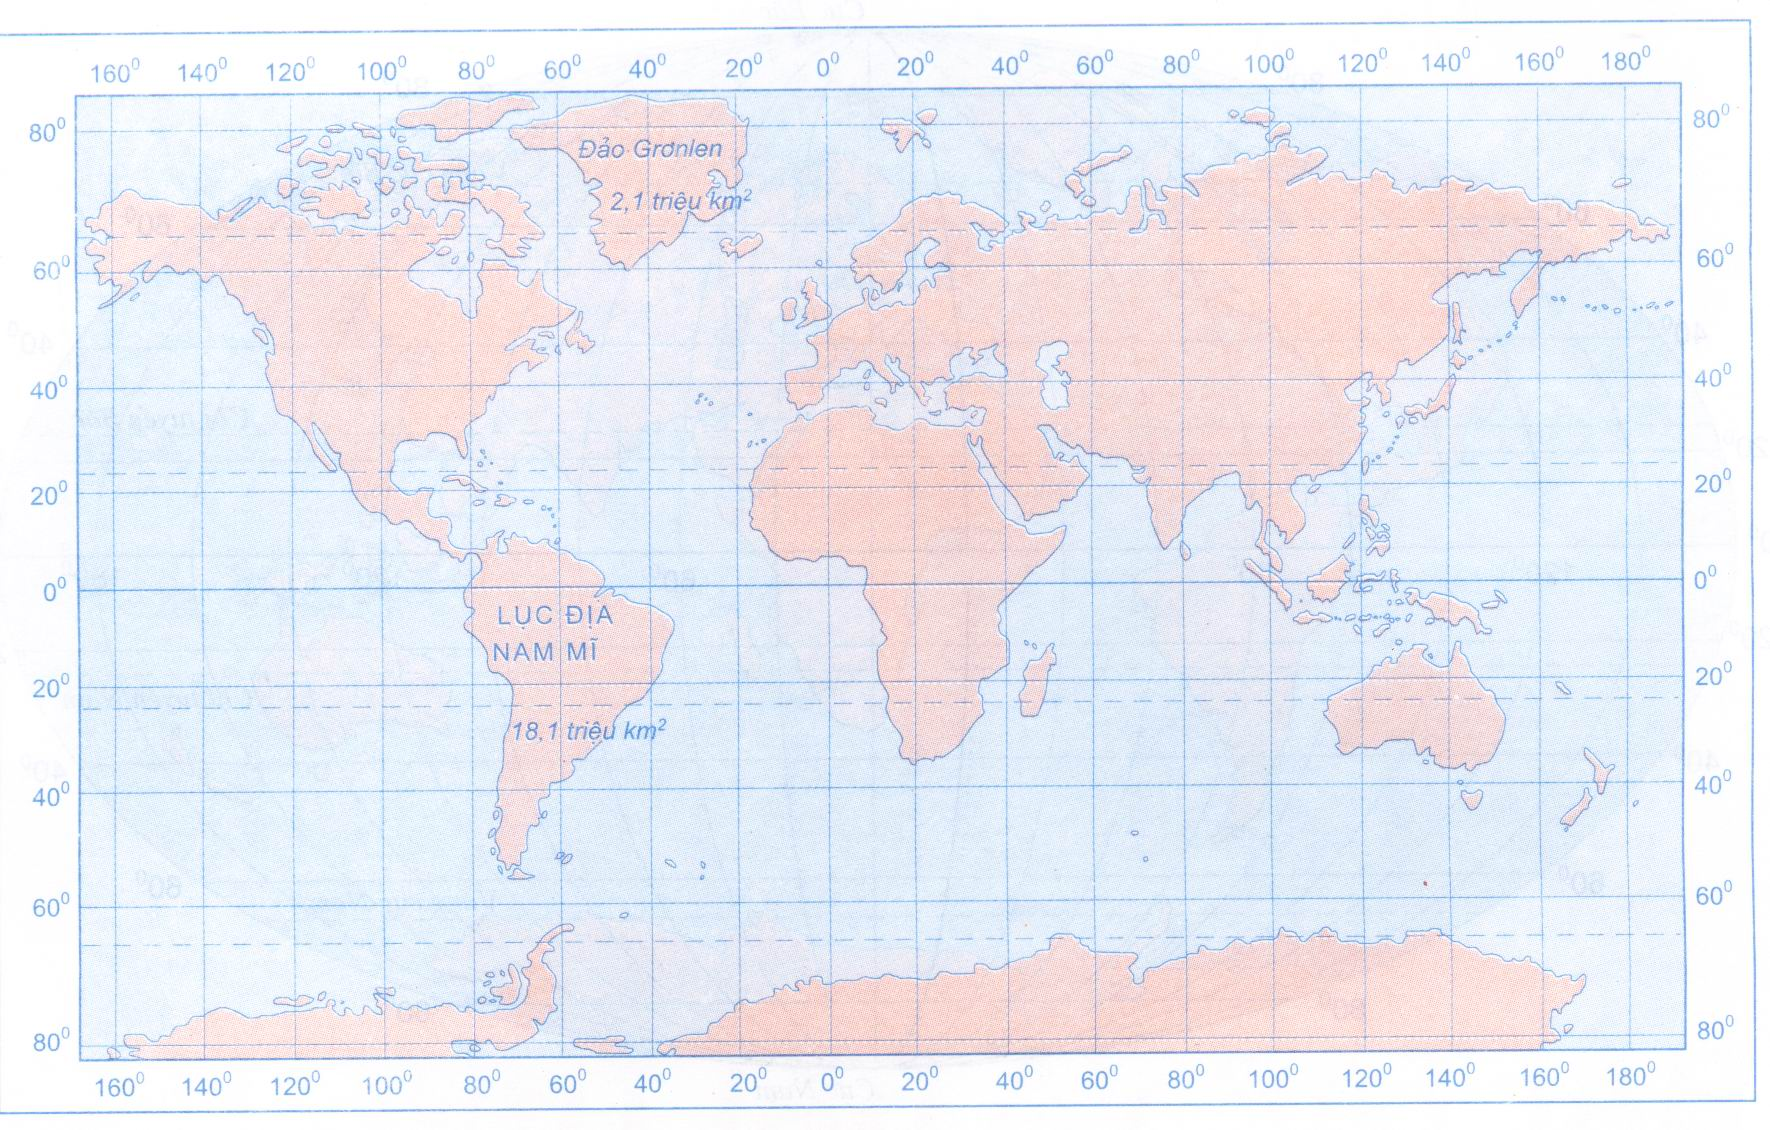 160⁰ 140⁰ 120⁰ 100⁰ 80⁰ 60⁰ 40⁰ 20⁰ 0⁰ 20⁰ 40⁰ 60⁰ 80⁰ 100⁰ 120⁰ 140⁰ 160⁰ 180⁰
80⁰ 80⁰
Đảo Grơnlen
2,1 triệu km²
60⁰ 60⁰
40⁰ 40⁰
20⁰ 20⁰
0⁰ 0⁰
LỤC ĐỊA
NAM MĨ
20⁰ 20⁰
18,1 triệu km²
40⁰ 40⁰
60⁰ 60⁰
80⁰ 80⁰
160⁰ 140⁰ 120⁰ 100⁰ 80⁰ 60⁰ 40⁰ 20⁰ 0⁰ 20⁰ 40⁰ 60⁰ 80⁰ 100⁰ 120⁰ 140⁰ 160⁰ 180⁰